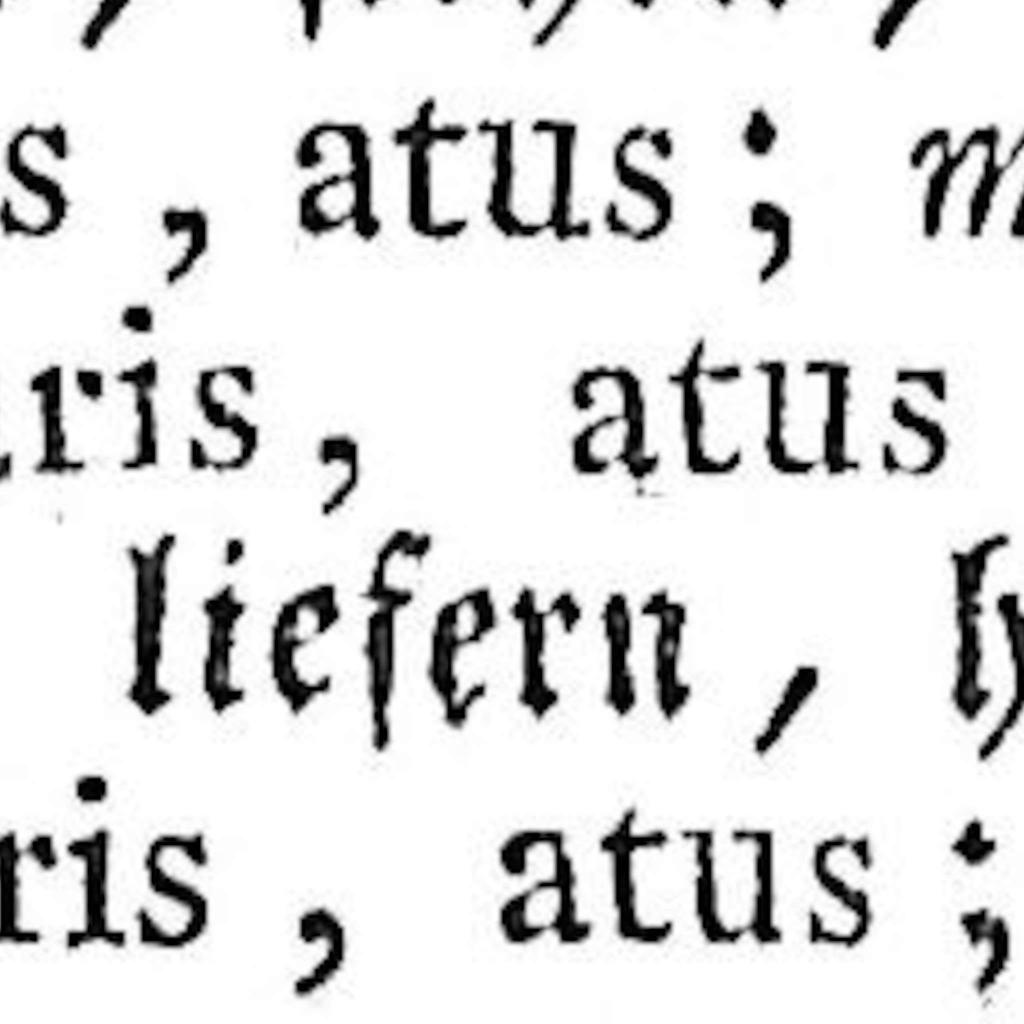 s, atus; m
ris, atus
liefern,
ris, atus;